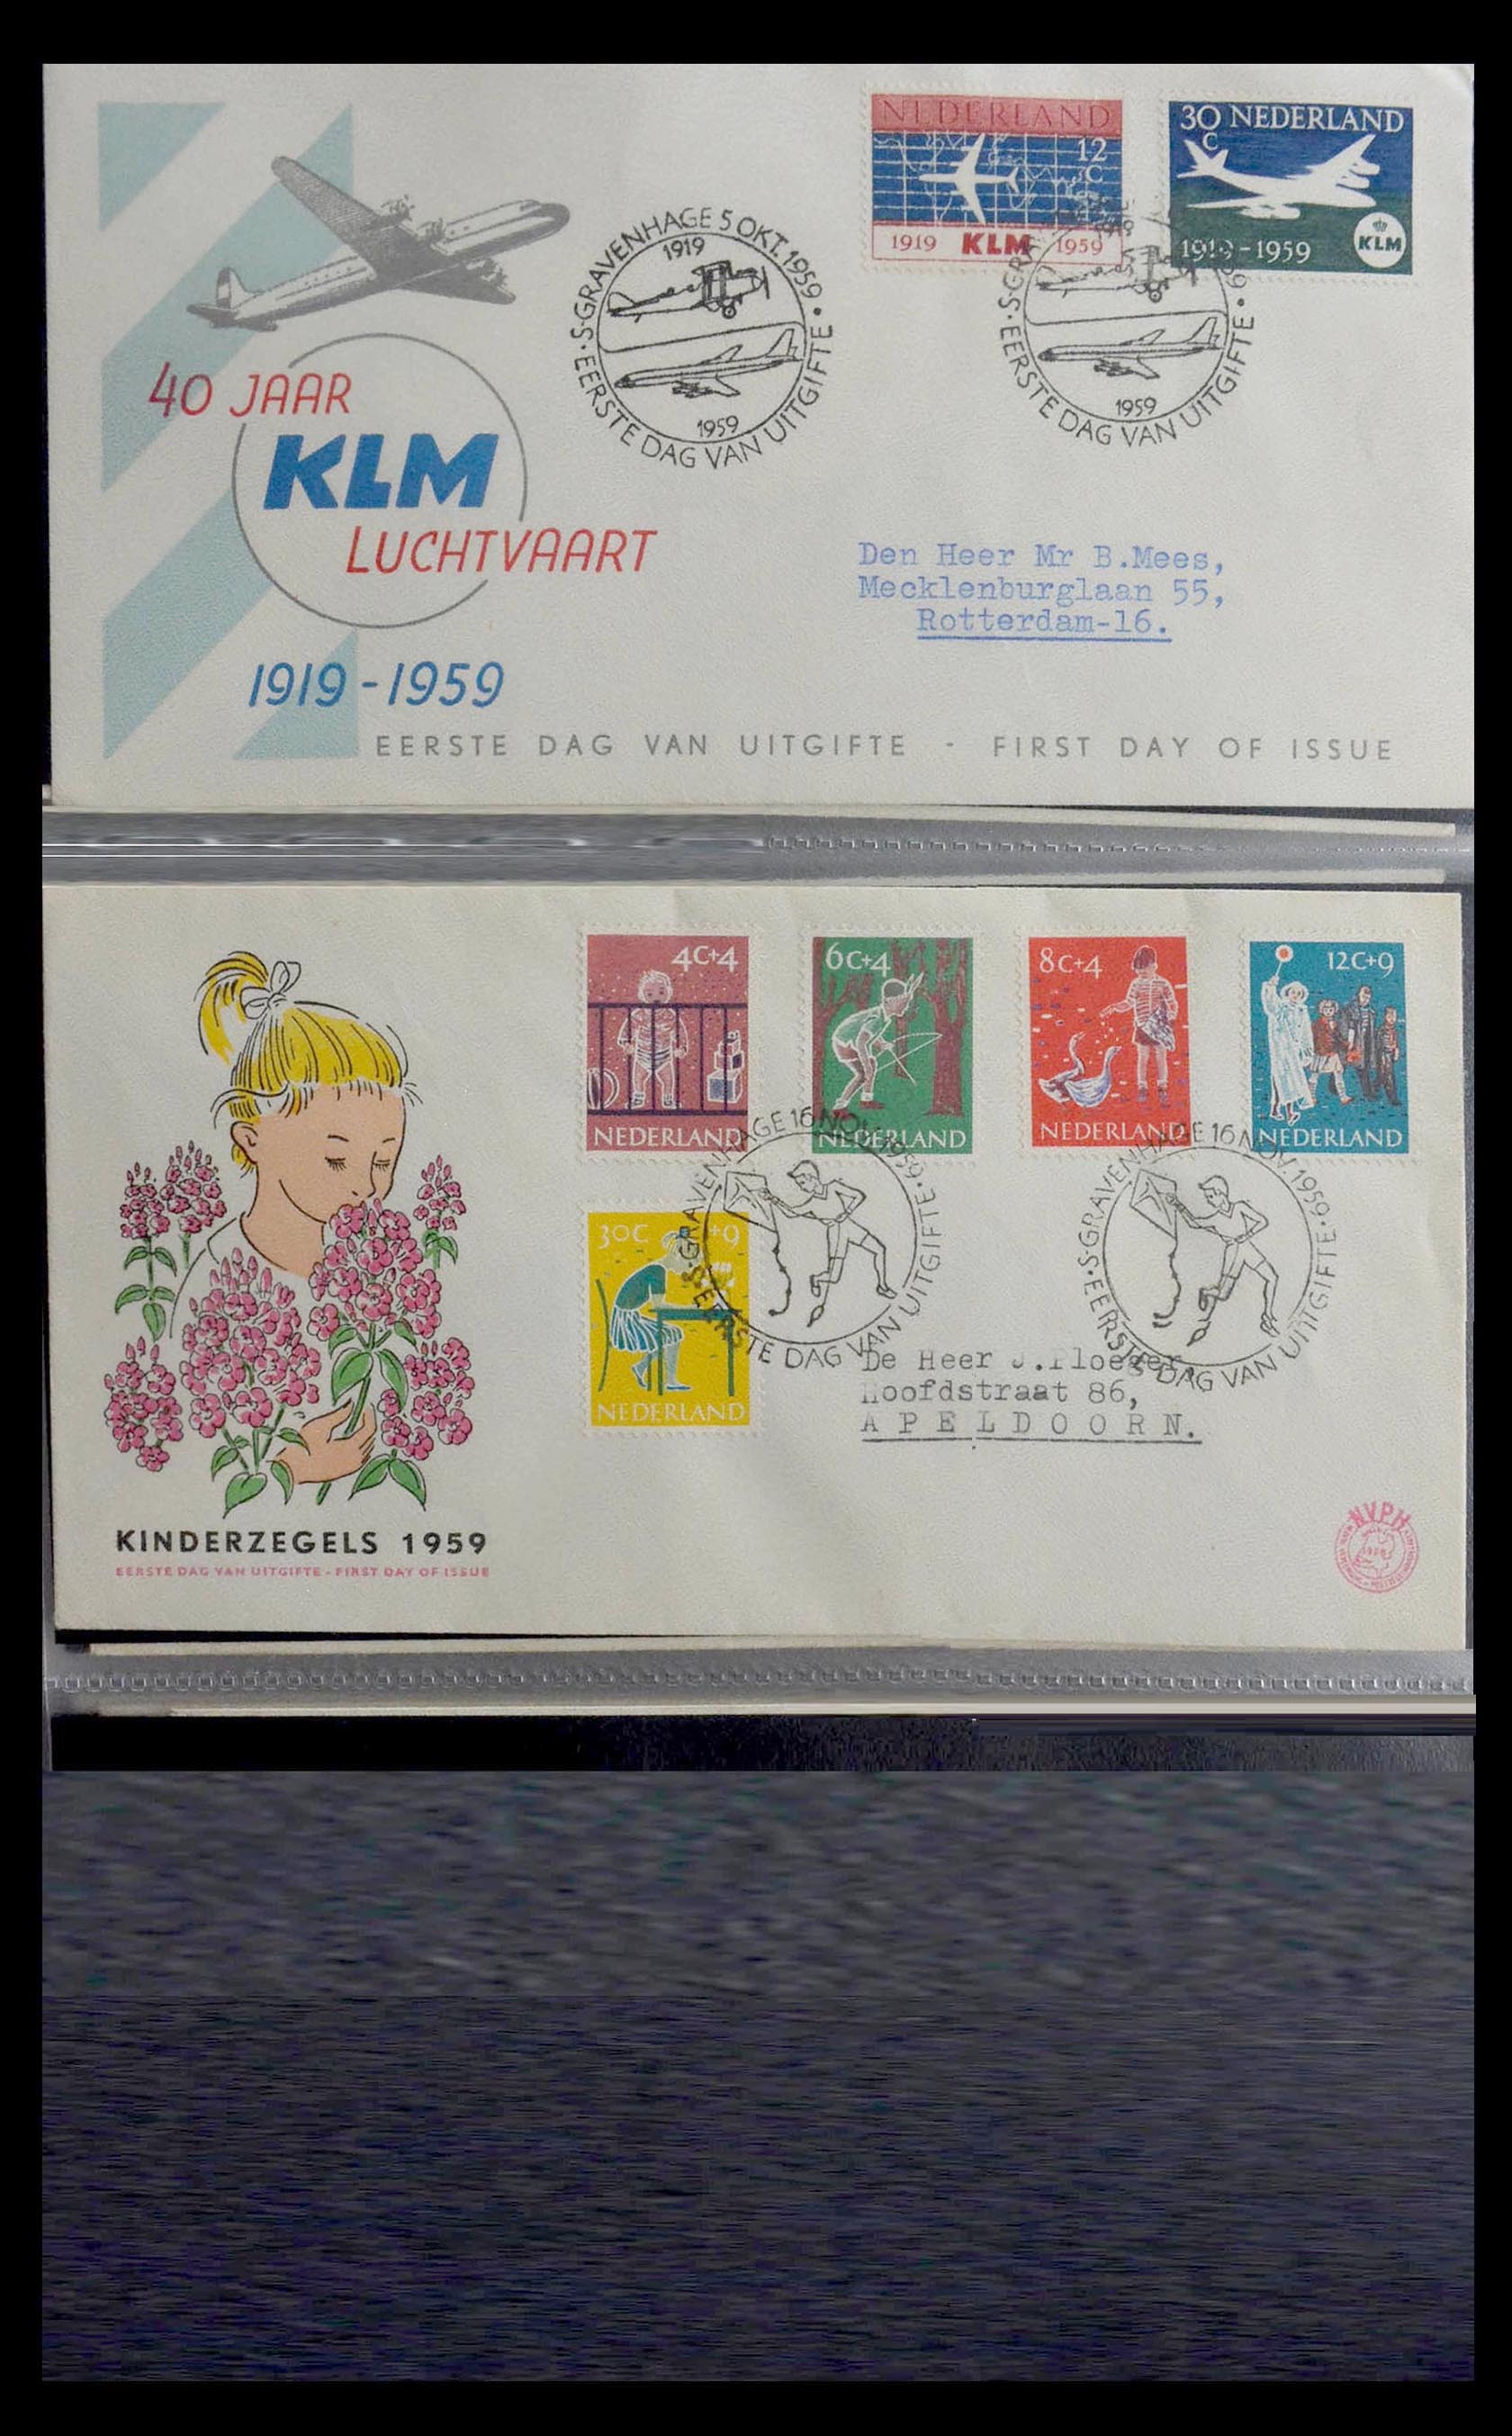 40 JAAR
KLM
LUCHTVAART
1919-1959
EERSTE DAG VAN UITGIFTE - FIRST DAY OF ISSUE
S-GRAVENHAGE 5 OKT. 1959 • EERSTE DAG VAN UITGIFTE •
1919
1959
NEDERLAND
12
C
1919 KLM 1959
30 NEDERLAND
C
1919-1959
KLM
EERSTE DAG VAN UITGIFTE •
1959
Den Heer Mr B.Mees,
Mecklenburglaan 55,
Rotterdam-16.
4C+4
NEDERLAND
6C+4
NEDERLAND
8C+4
NEDERLAND
12C+9
NEDERLAND
30C +9
NEDERLAND
S-GRAVENHAGE 16 NOV. 1959 • EERSTE DAG VAN UITGIFTE •
S-GRAVENHAGE 16 NOV. 1959 • EERSTE DAG VAN UITGIFTE •
De Heer J.Ploeger,
Hoofdstraat 86,
APELDOORN.
KINDERZEGELS 1959
EERSTE DAG VAN UITGIFTE - FIRST DAY OF ISSUE
N.V.P.H